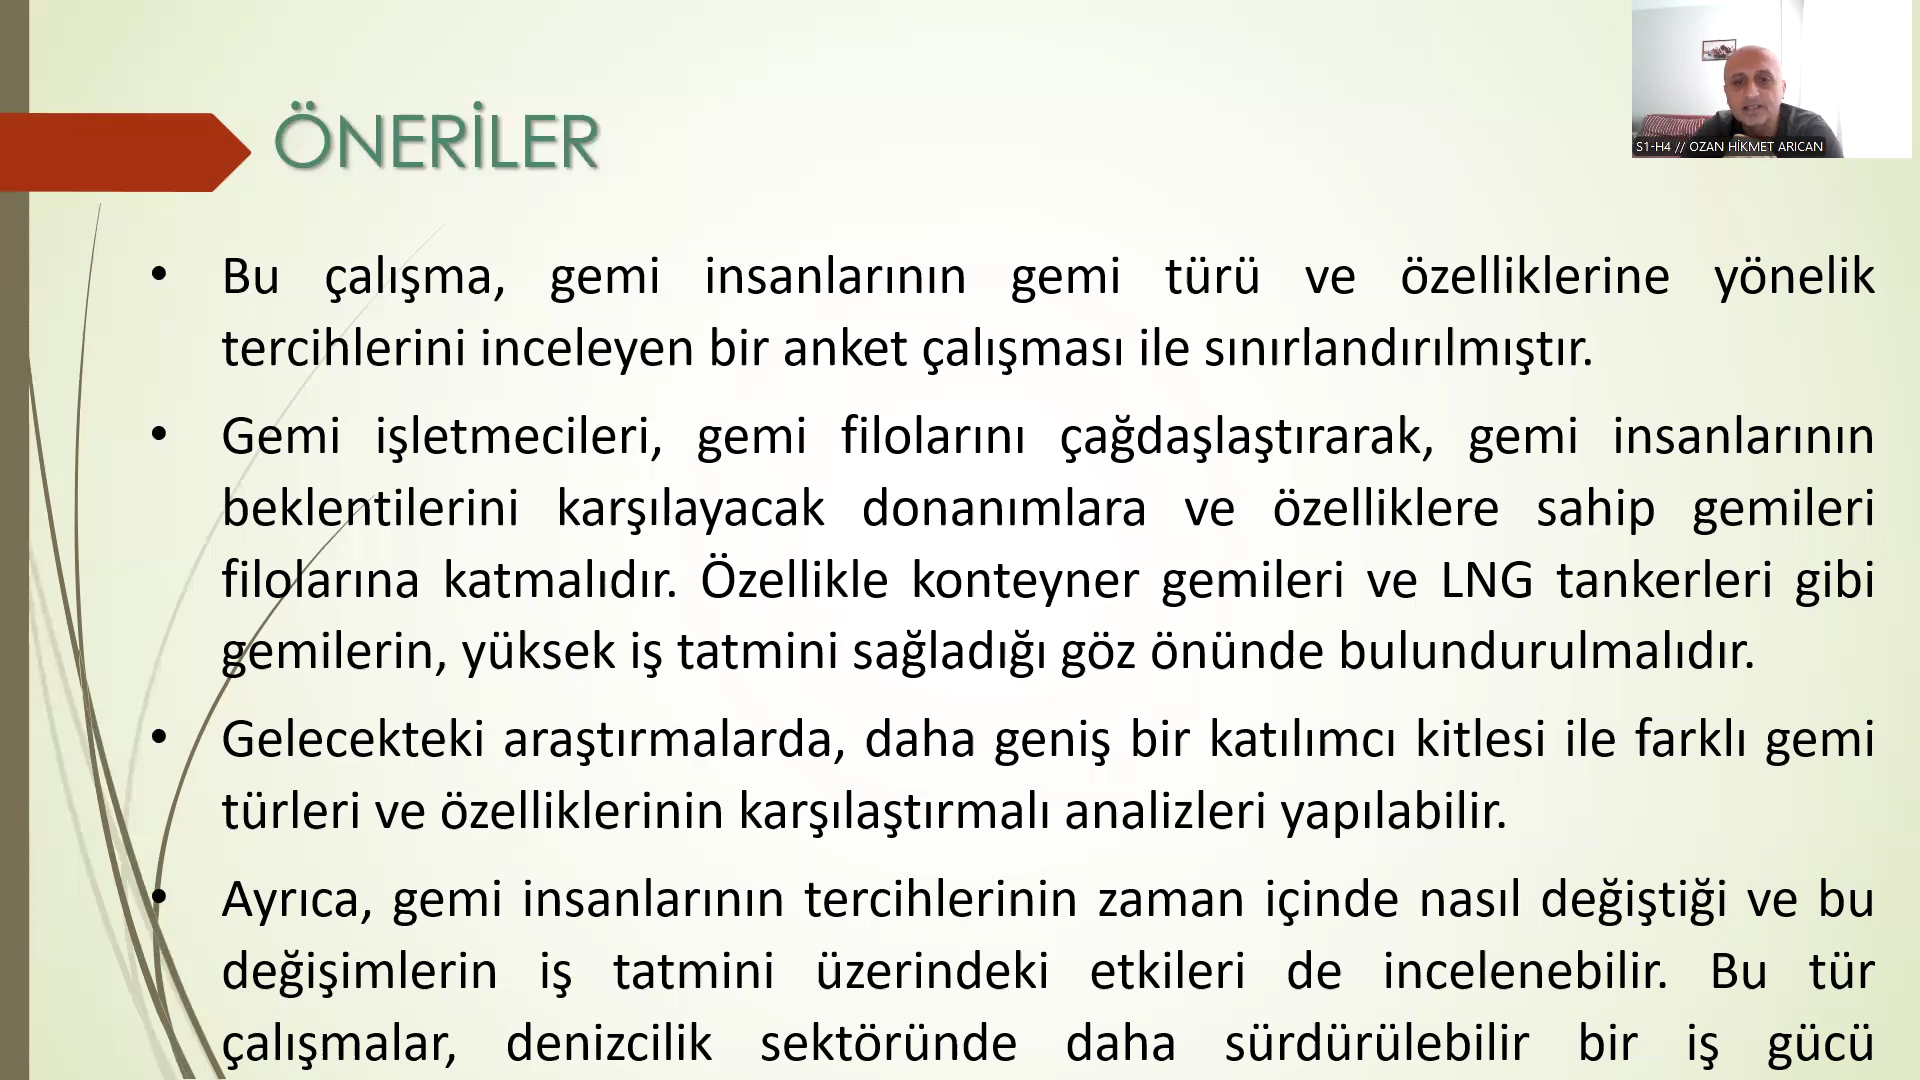 ÖNERİLER
S1-H4 // OZAN HİKMET ARICAN
• Bu çalışma, gemi insanlarının gemi türü ve özelliklerine yönelik
tercihlerini inceleyen bir anket çalışması ile sınırlandırılmıştır.
• Gemi işletmecileri, gemi filolarını çağdaşlaştırarak, gemi insanlarının
beklentilerini karşılayacak donanımlara ve özelliklere sahip gemileri
filolarına katmalıdır. Özellikle konteyner gemileri ve LNG tankerleri gibi
gemilerin, yüksek iş tatmini sağladığı göz önünde bulundurulmalıdır.
• Gelecekteki araştırmalarda, daha geniş bir katılımcı kitlesi ile farklı gemi
türleri ve özelliklerinin karşılaştırmalı analizleri yapılabilir.
• Ayrıca, gemi insanlarının tercihlerinin zaman içinde nasıl değiştiği ve bu
değişimlerin iş tatmini üzerindeki etkileri de incelenebilir. Bu tür
çalışmalar, denizcilik sektöründe daha sürdürülebilir bir iş gücü